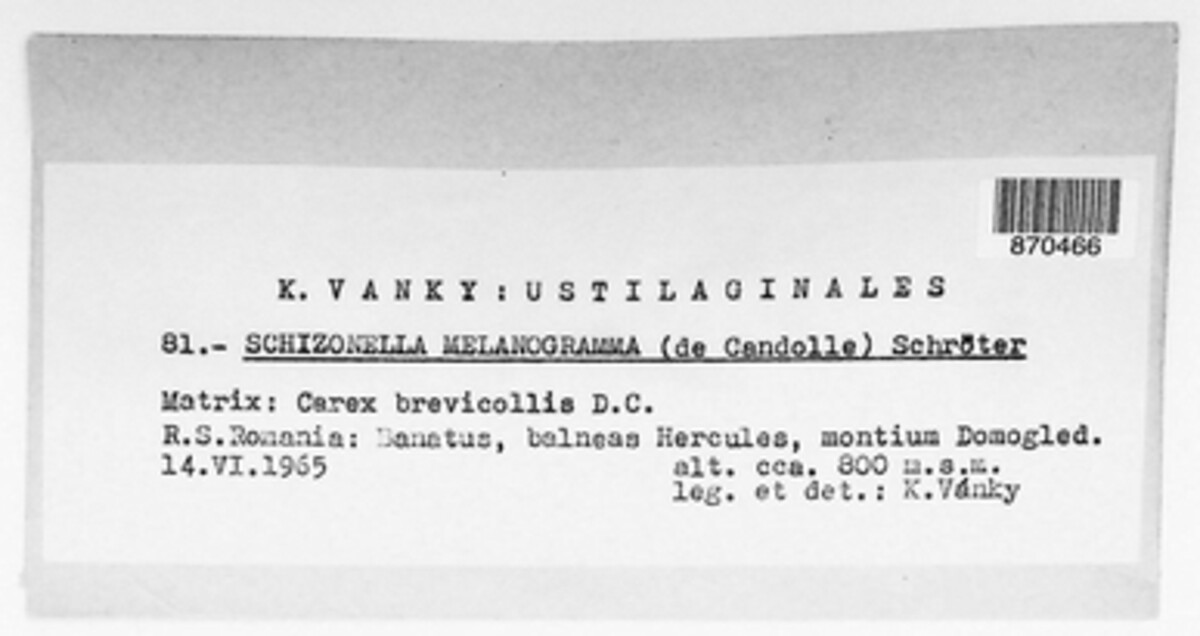 870466
K. VANKY: USTILAGINALES
81.- SCHIZONELLA MELANOGRAMMA (de Candolle) Schröter
Matrix: Carex brevicollis D.C.
R.S.Romania: Banatus, balneas Hercules, montium Domogled.
14.VI.1965 alt. cca. 800 m.s.m.
leg. et det.: K.Vánky